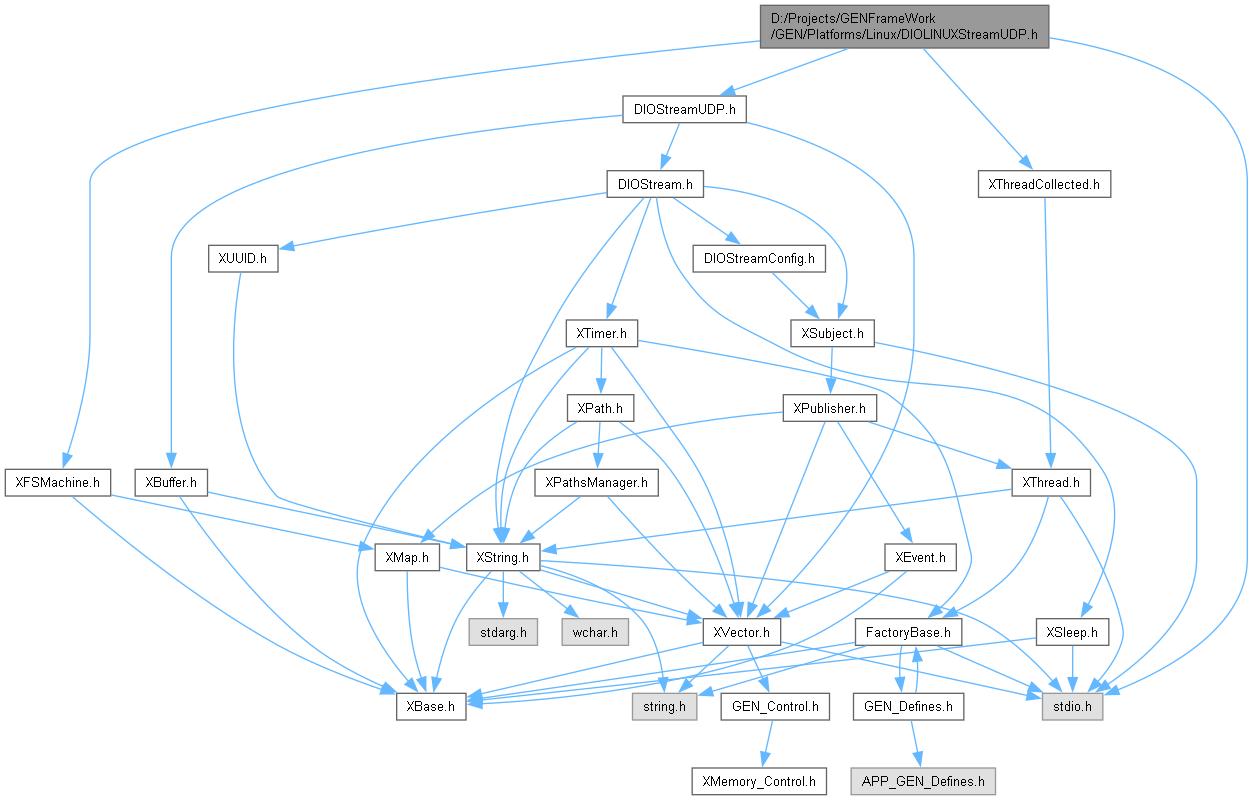 D:/Projects/GENFrameWork
/GEN/Platforms/Linux/DIOLINUXStreamUDP.h
DIOStreamUDP.h
DIOStream.h
XThreadCollected.h
XUUID.h
DIOStreamConfig.h
XTimer.h
XSubject.h
XPath.h
XPublisher.h
XFSMachine.h
XBuffer.h
XPathsManager.h
XThread.h
XMap.h
XString.h
XEvent.h
stdarg.h
wchar.h
XVector.h
FactoryBase.h
XSleep.h
XBase.h
string.h
GEN_Control.h
GEN_Defines.h
stdio.h
XMemory_Control.h
APP_GEN_Defines.h